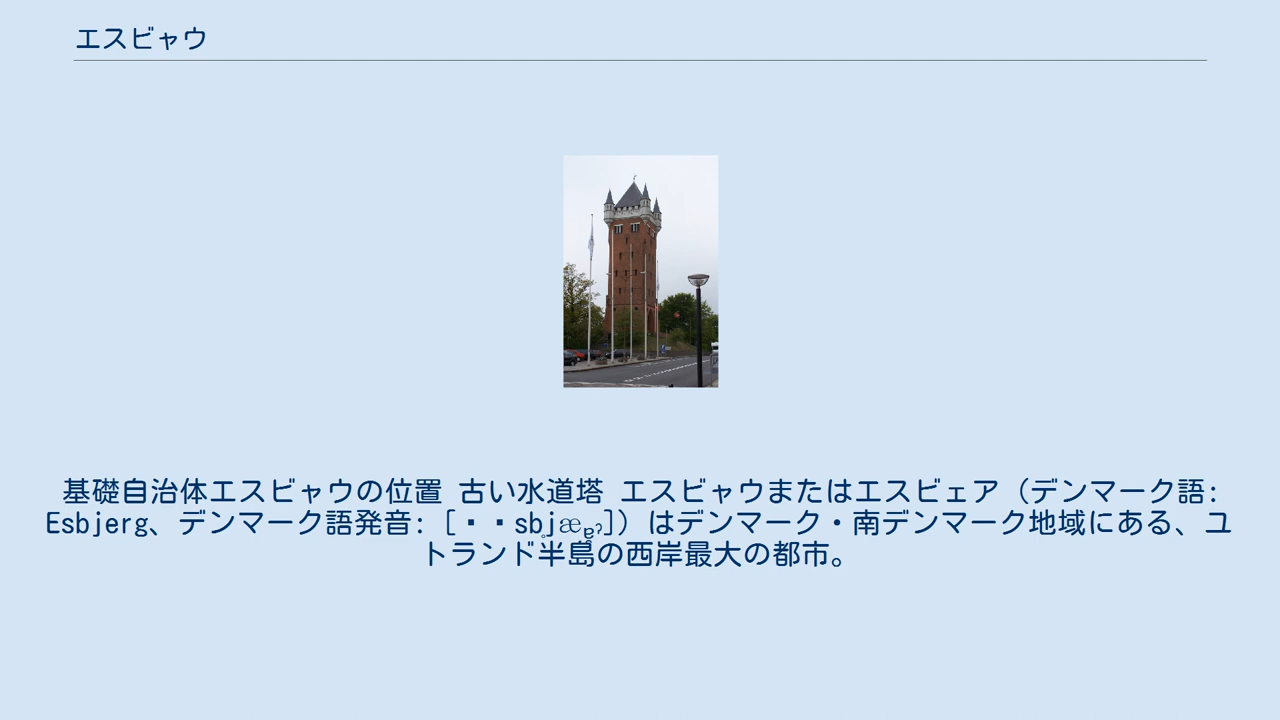 エスビャウ
基礎自治体エスビャウの位置 古い水道塔 エスビャウまたはエスビェア（デンマーク語:
Esbjerg、デンマーク語発音: [▪▪sb̥jæɐ̯ˀ]）はデンマーク・南デンマーク地域にある、ユ
トランド半島の西岸最大の都市。